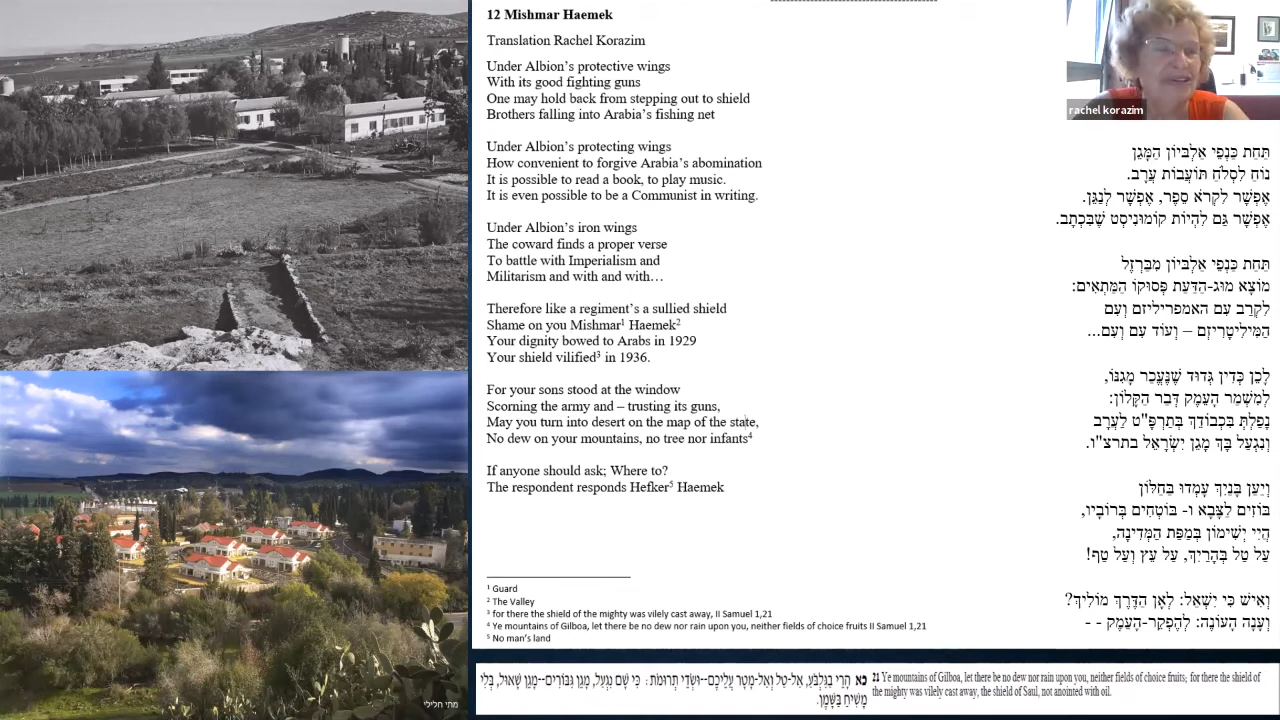 12 Mishmar Haemek
Translation Rachel Korazim
Under Albion's protective wings
With its good fighting guns
One may hold back from stepping out to shield
Brothers falling into Arabia's fishing net
Under Albion's protecting wings
How convenient to forgive Arabia's abomination
It is possible to read a book, to play music.
It is even possible to be a Communist in writing.
Under Albion's iron wings
The coward finds a proper verse
To battle with Imperialism and
Militarism and with and with…
Therefore like a regiment's a sullied shield
Shame on you Mishmar¹ Haemek²
Your dignity bowed to Arabs in 1929
Your shield vilified³ in 1936.
For your sons stood at the window
Scorning the army and – trusting its guns,
May you turn into desert on the map of the state,
No dew on your mountains, no tree nor infants⁴
If anyone should ask; Where to?
The respondent responds Hefker⁵ Haemek
¹ Guard
² The Valley
³ for there the shield of the mighty was vilely cast away, II Samuel 1,21
⁴ Ye mountains of Gilboa, let there be no dew nor rain upon you, neither fields of choice fruits II Samuel 1,21
⁵ No man's land
rachel korazim
תַּחַת כַּנְפֵי אַלְבִּיוֹן הַמָּגֵן
נוֹחַ לִסְלֹחַ תּוֹעֲבוֹת עֲרָב.
אֶפְשָׁר לִקְרֹא סֵפֶר, אֶפְשָׁר לְנַגֵּן.
אֶפְשָׁר גַּם לִהְיוֹת קוֹמוּנִיסְט שֶׁבִּכְתָב.
תַּחַת כַּנְפֵי אַלְבִּיוֹן מִבַּרְזֶל
מוֹצֵא מוּג-הַדַּעַת פְּסוּקוֹ הַמַּתְאִים:
לִקְרַב עִם האִמפּריליזם וְעִם
הַמִּילִיטָרִיזְם – וְעוֹד עִם וְעִם...
לָכֵן כְּדִין גְּדוּד שֶׁנֶּעֱכַר מָגִנּוֹ,
לְמִשְׁמַר הָעֵמֶק דְּבַר הַקָּלוֹן:
נָפַלְתְּ בִּכְבוֹדֵךְ בְּתַרְפָּ"ט לַעֲרָב
וְנִגְעַל בָּךְ מָגֵן יִשְׂרָאֵל בתרצ"ו.
וְיַעַן בָּנַיִךְ עָמְדוּ בַּחַלּוֹן
בּוֹזִים לַצָּבָא ו- בּוֹטְחִים בְּרוֹבָיו,
הֲיִי יְשִׁימוֹן בְּמַפַּת הַמְּדִינָה,
עַל טַל בְּהָרַיִךְ, עַל עֵץ וְעַל טַף!
וְאִישׁ כִּי יִשְׁאַל: לְאָן הַדֶּרֶךְ מוֹלִיךְ?
וְעָנָה הָעוֹנֶה: לְהֶפְקֵר-הָעֵמֶק - -
מתי חלילי
כא הָרֵי בַגִּלְבֹּעַ, אַל-טַל וְאַל-מָטָר עֲלֵיכֶם--וּשְׂדֵי תְרוּמֹת: כִּי שָׁם נִגְעַל, מָגֵן גִּבּוֹרִים--מָגֵן שָׁאוּל, בְּלִי
מָשִׁיחַ בַּשָּׁמֶן.
21 Ye mountains of Gilboa, let there be no dew nor rain upon you, neither fields of choice fruits; for there the shield of
the mighty was vilely cast away, the shield of Saul, not anointed with oil.